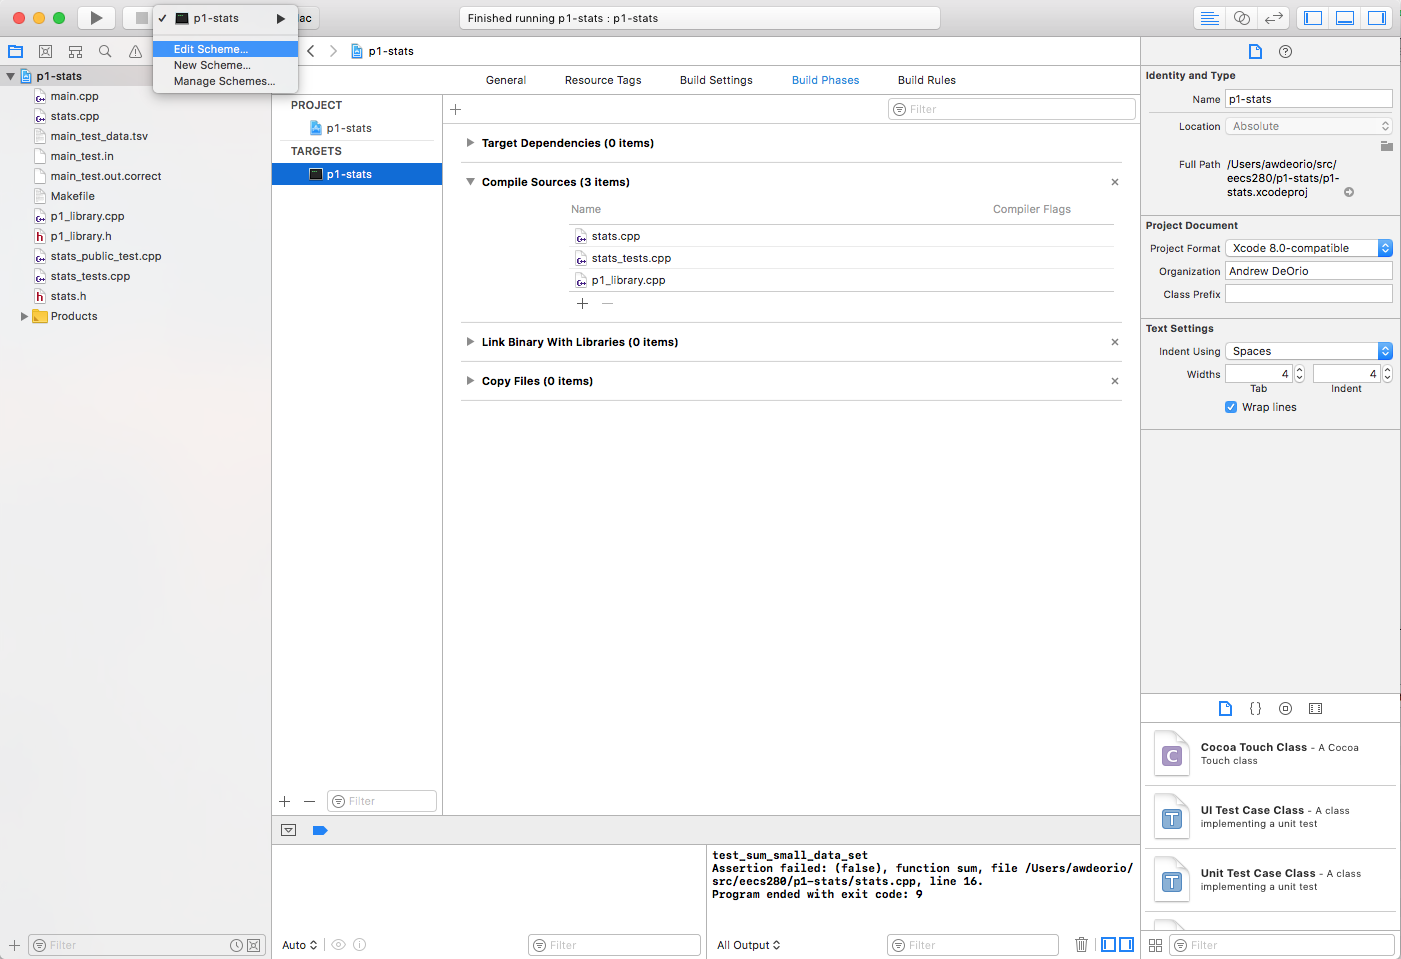 p1-stats
ac
Finished running p1-stats : p1-stats
Edit Scheme...
New Scheme...
Manage Schemes...
p1-stats
main.cpp
stats.cpp
main_test_data.tsv
main_test.in
main_test.out.correct
Makefile
p1_library.cpp
p1_library.h
stats_public_test.cpp
stats_tests.cpp
stats.h
Products
Filter
p1-stats
General Resource Tags Build Settings Build Phases Build Rules
PROJECT
p1-stats
TARGETS
p1-stats
Filter
Filter
Target Dependencies (0 items)
Compile Sources (3 items)
Name Compiler Flags
stats.cpp
stats_tests.cpp
p1_library.cpp
Link Binary With Libraries (0 items)
Copy Files (0 items)
test_sum_small_data_set
Assertion failed: (false), function sum, file /Users/awdeorio/
src/eecs280/p1-stats/stats.cpp, line 16.
Program ended with exit code: 9
Auto
Filter
All Output
Filter
Identity and Type
Name p1-stats
Location Absolute
Full Path /Users/awdeorio/src/
eecs280/p1-stats/p1-
stats.xcodeproj
Project Document
Project Format Xcode 8.0-compatible
Organization Andrew DeOrio
Class Prefix
Text Settings
Indent Using Spaces
Widths 4 4
Tab Indent
Wrap lines
{ }
C
Cocoa Touch Class - A Cocoa
Touch class
T
UI Test Case Class - A class
implementing a unit test
T
Unit Test Case Class - A class
implementing a unit test
Filter